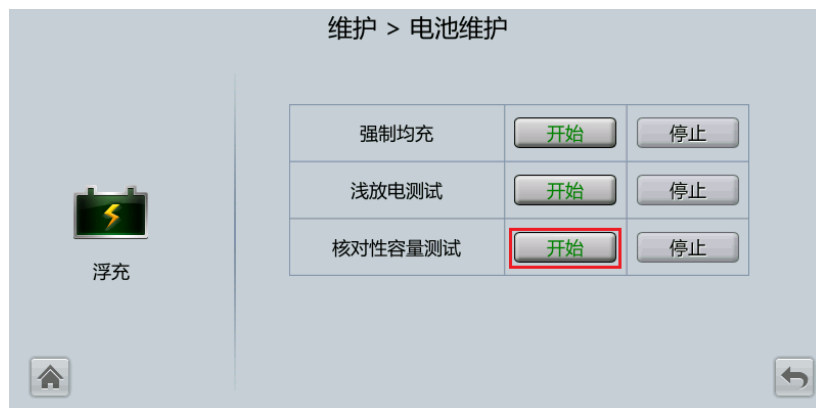 维护 > 电池维护
强制均充 开始 停止
浅放电测试 开始 停止
核对性容量测试 开始 停止
浮充